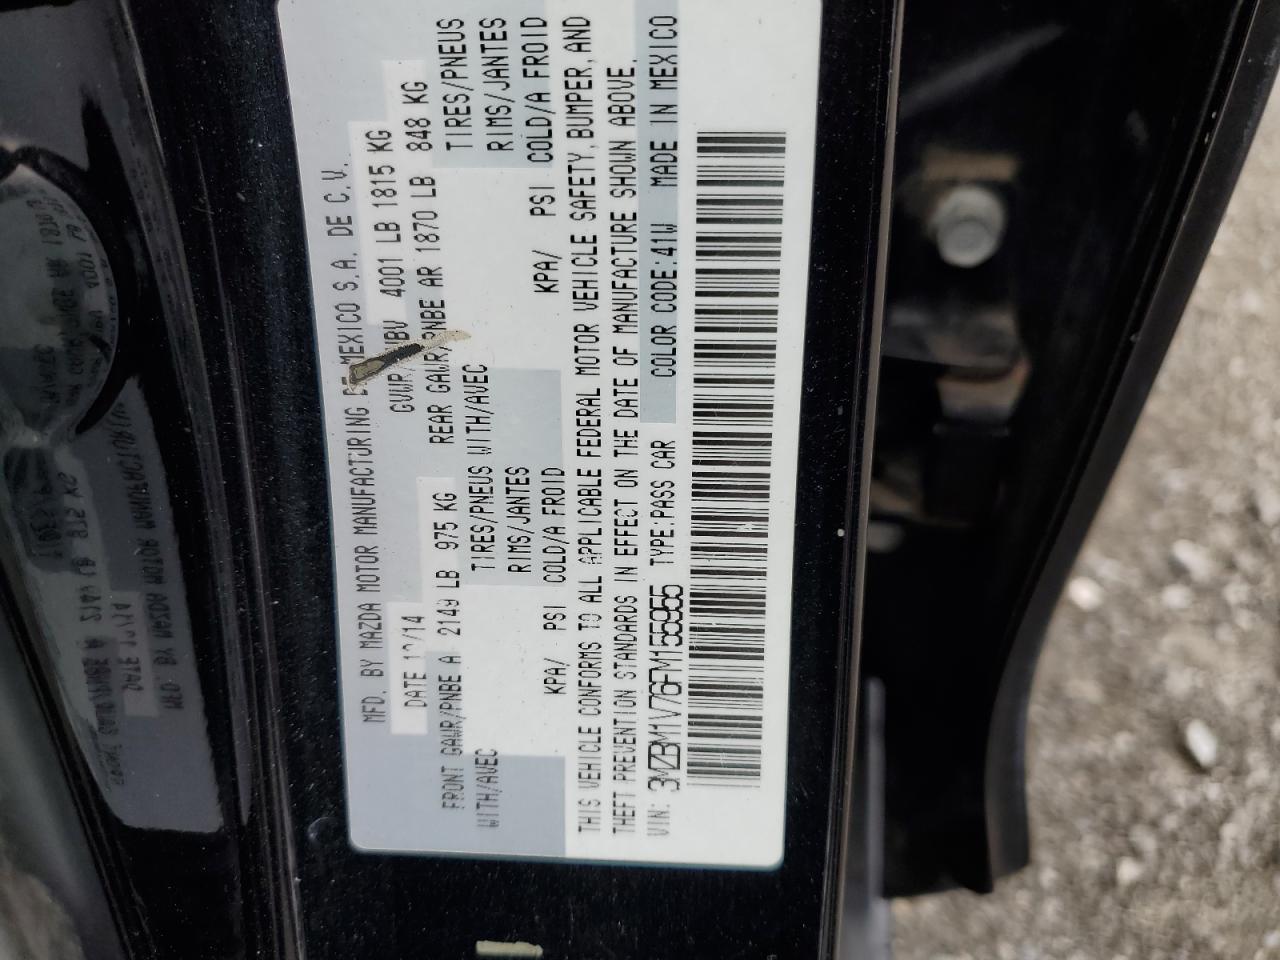 MFD. BY MAZDA MOTOR MANUFACTURING DE MEXICO S.A. DE C.V.
DATE 12/14 4001 LB 1815 KG
FRONT GAWR/PNBE A 2149 LB 975 KG REAR GAWR/PNBE AR 1870 LB 848 KG
WITH/AVEC TIRES/PNEUS WITH/AVEC TIRES/PNEUS
RIMS/JANTES RIMS/JANTES
KPA/ PSI COLD/A FROID KPA/ PSI COLD/A FROID
THIS VEHICLE CONFORMS TO ALL APPLICABLE FEDERAL MOTOR VEHICLE SAFETY, BUMPER, AND
THEFT PREVENTION STANDARDS IN EFFECT ON THE DATE OF MANUFACTURE SHOWN ABOVE.
VIN: 3MZBM1V76FM155955 TYPE:PASS CAR COLOR CODE:41W MADE IN MEXICO